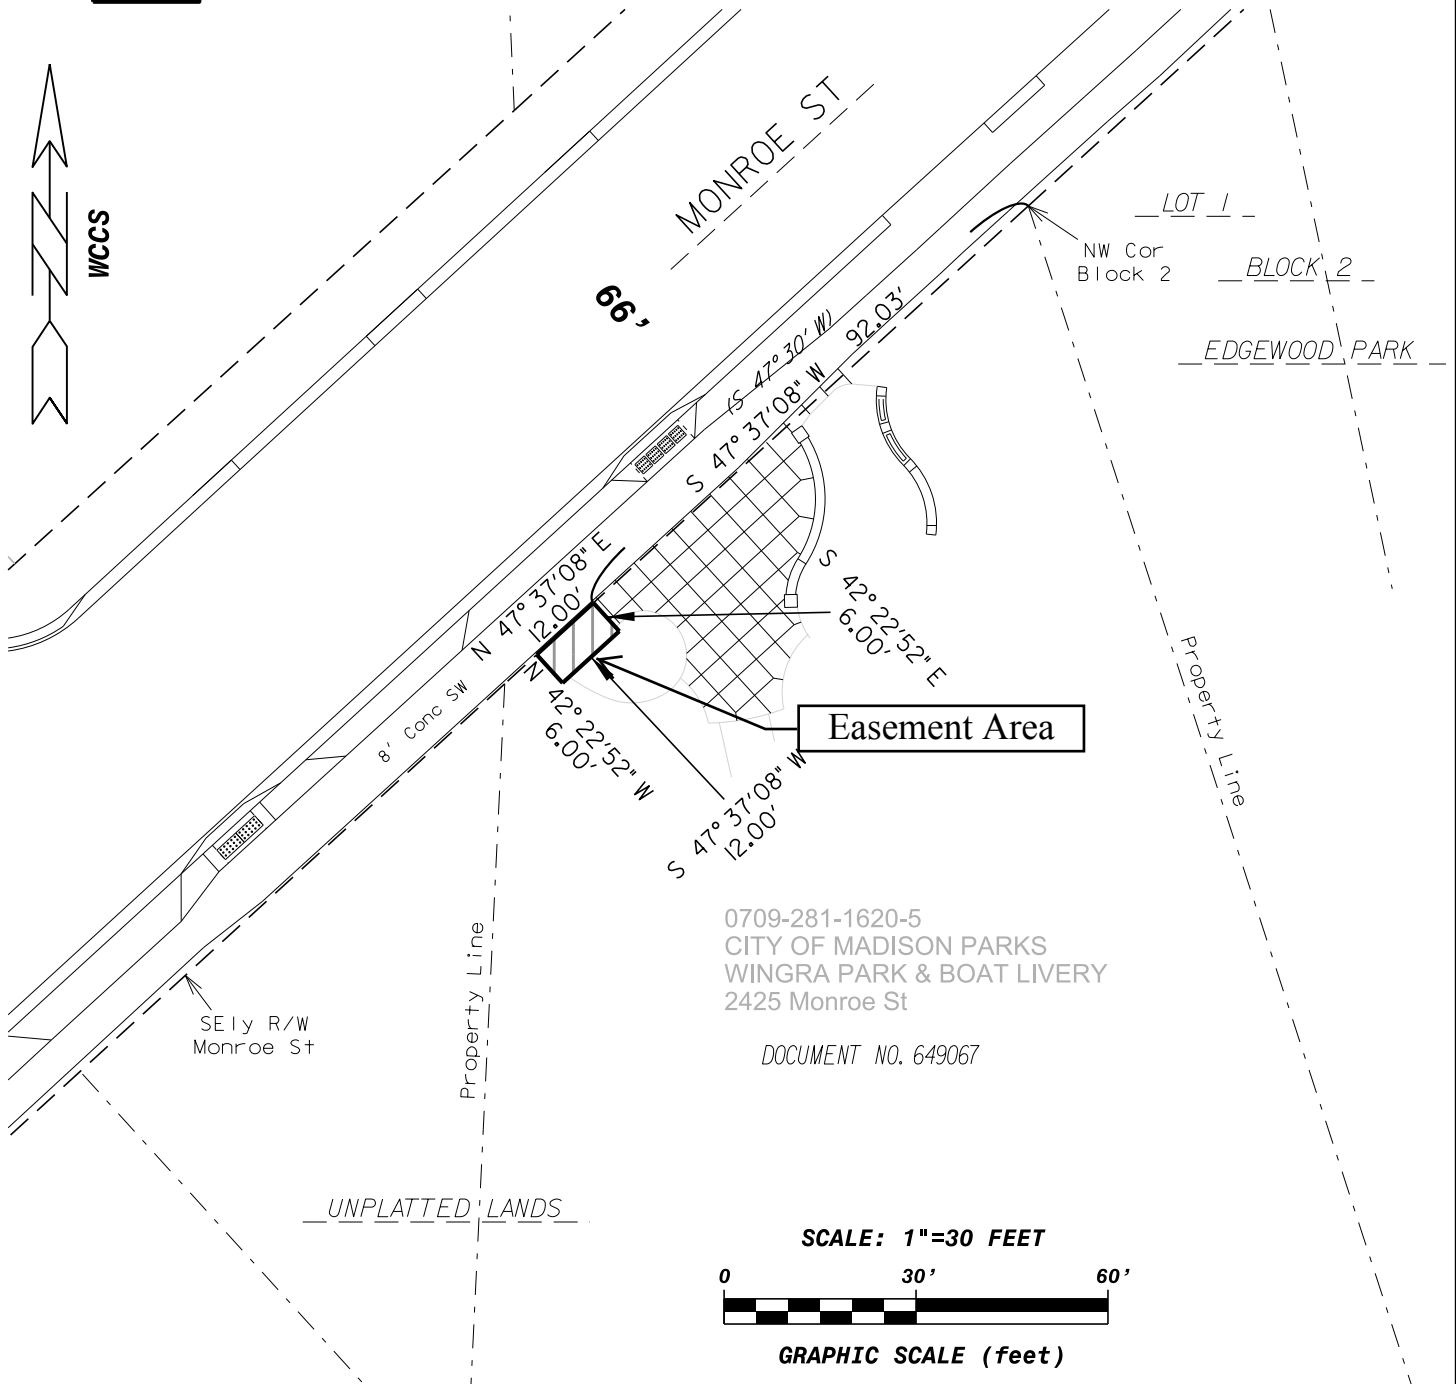 MONROE ST
WCCS
66'
LOT 1
NW Cor
Block 2
BLOCK 2
EDGEWOOD PARK
(S 47°30' W)
S 47°37'08" W 92.03'
N 47°37'08" E
12.00'
S 42°22'52" E
6.00'
8' Conc SW
N 42°22'52" W
6.00'
Easement Area
S 47°37'08" W
12.00'
Property Line
Property Line
0709-281-1620-5
CITY OF MADISON PARKS
WINGRA PARK & BOAT LIVERY
2425 Monroe St
DOCUMENT NO. 649067
SEly R/W
Monroe St
UNPLATTED LANDS
SCALE: 1"=30 FEET
0 30' 60'
GRAPHIC SCALE (feet)